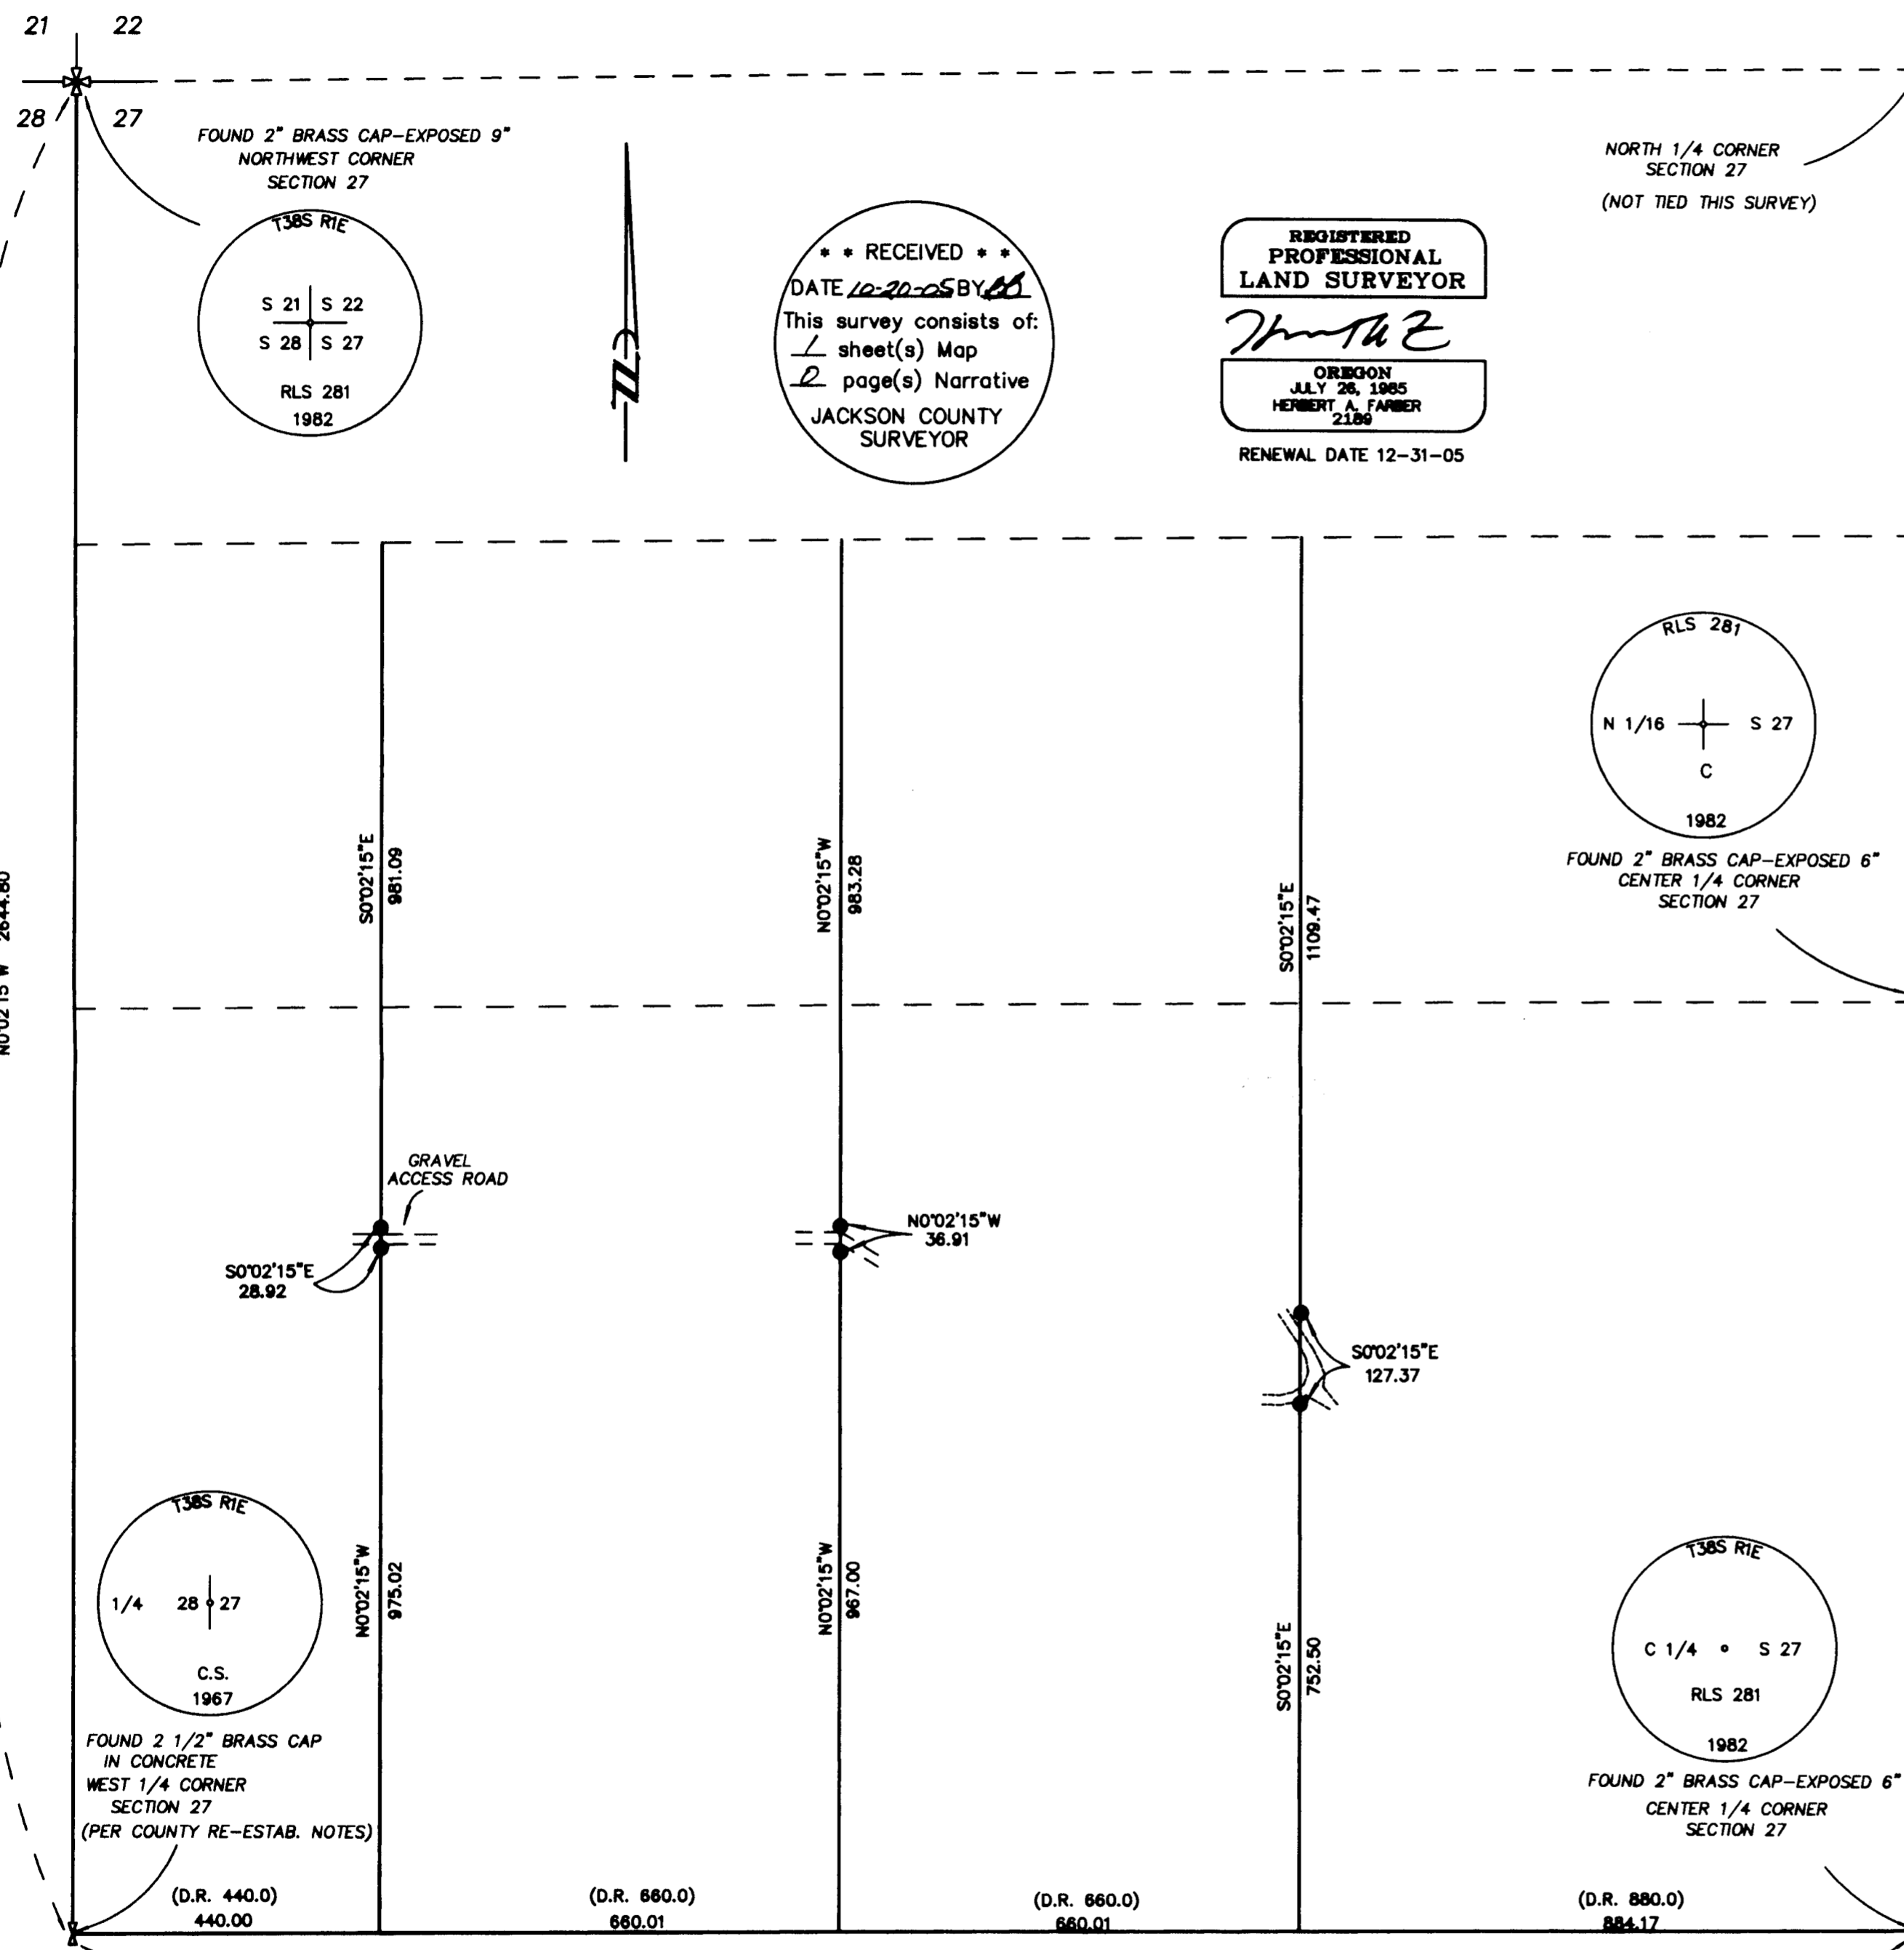 21 22
28 27
FOUND 2" BRASS CAP-EXPOSED 9"
NORTHWEST CORNER
SECTION 27
T38S R1E
S 21 S 22
S 28 S 27
RLS 281
1982
* * RECEIVED * *
DATE 10-20-05 BY
This survey consists of:
1 sheet(s) Map
0 page(s) Narrative
JACKSON COUNTY
SURVEYOR
REGISTERED
PROFESSIONAL
LAND SURVEYOR
OREGON
JULY 26, 1985
HERBERT A. FARBER
2189
RENEWAL DATE 12-31-05
NORTH 1/4 CORNER
SECTION 27
(NOT TIED THIS SURVEY)
RLS 281
N 1/16 S 27
C
1982
FOUND 2" BRASS CAP-EXPOSED 6"
CENTER 1/4 CORNER
SECTION 27
N0°02'15"W 2644.80
S0°02'15"E
981.09
N0°02'15"W
983.28
S0°02'15"E
1109.47
GRAVEL
ACCESS ROAD
S0°02'15"E
28.92
N0°02'15"W
36.91
S0°02'15"E
127.37
T38S R1E
1/4 28 27
C.S.
1967
FOUND 2 1/2" BRASS CAP
IN CONCRETE
WEST 1/4 CORNER
SECTION 27
(PER COUNTY RE-ESTAB. NOTES)
N0°02'15"W
975.02
N0°02'15"W
967.00
S0°02'15"E
752.50
T38S R1E
C 1/4 S 27
RLS 281
1982
FOUND 2" BRASS CAP-EXPOSED 6"
CENTER 1/4 CORNER
SECTION 27
(D.R. 440.0)
440.00
(D.R. 660.0)
660.01
(D.R. 660.0)
660.01
(D.R. 880.0)
884.17